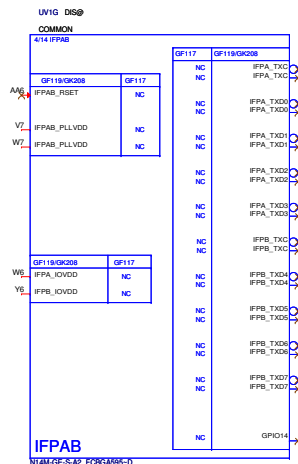 UV1G DIS@
COMMON
4/14 IFPAB
GF119/GK208 GF117
AA6 IFPAB_RSET NC
V7 IFPAB_PLLVDD NC
W7 IFPAB_PLLVDD NC
GF119/GK208 GF117
W6 IFPA_IOVDD NC
Y6 IFPB_IOVDD NC
GF117 GF119/GK208
NC IFPA_TXC
NC IFPA_TXC
NC IFPA_TXD0
NC IFPA_TXD0
NC IFPA_TXD1
NC IFPA_TXD1
NC IFPA_TXD2
NC IFPA_TXD2
NC IFPA_TXD3
NC IFPA_TXD3
NC IFPB_TXC
NC IFPB_TXC
NC IFPB_TXD4
NC IFPB_TXD4
NC IFPB_TXD5
NC IFPB_TXD5
NC IFPB_TXD6
NC IFPB_TXD6
NC IFPB_TXD7
NC IFPB_TXD7
NC GPIO14
IFPAB
N14M-GE-S-A2_FCBGA595~D